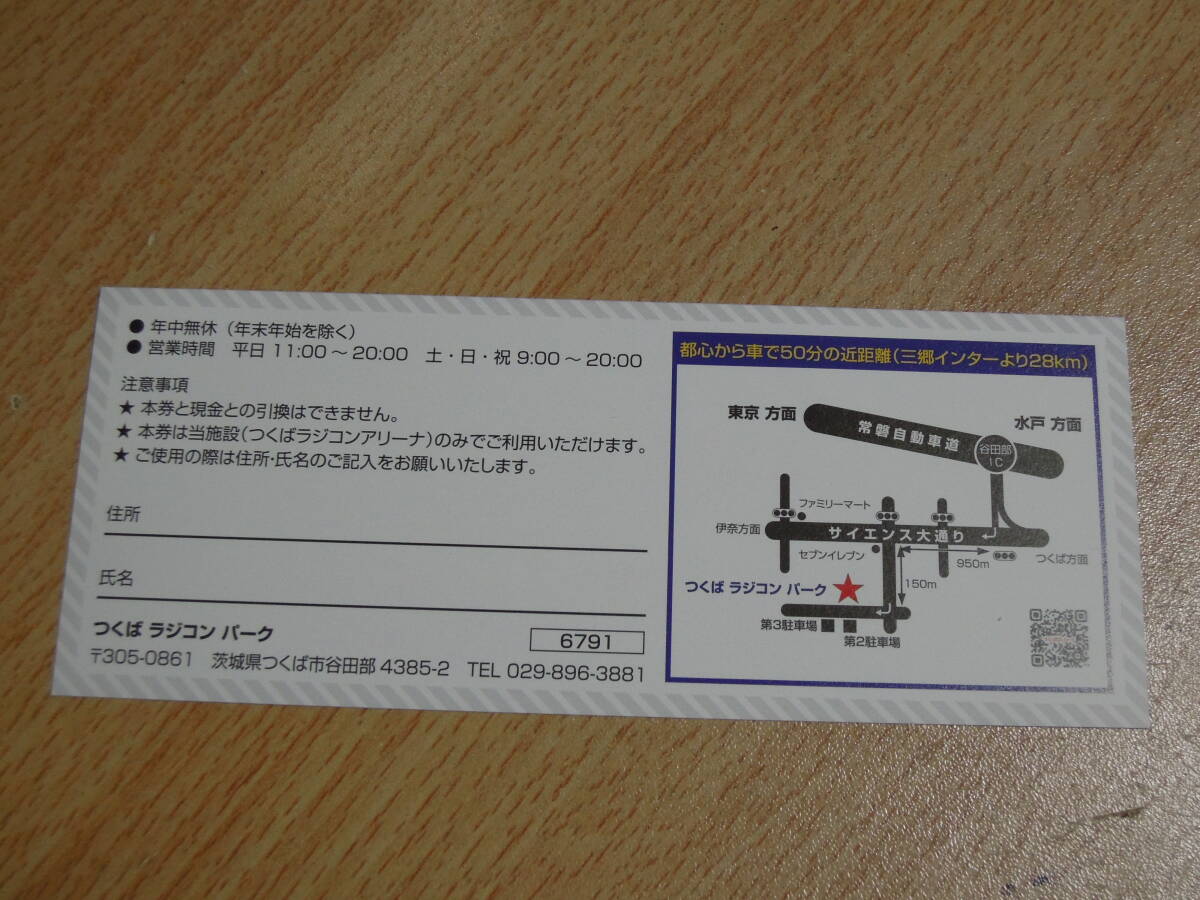 ● 年中無休（年末年始を除く）
● 営業時間　平日 11:00 〜 20:00　土・日・祝 9:00 〜 20:00
注意事項
★ 本券と現金との引換はできません。
★ 本券は当施設（つくばラジコンアリーナ）のみでご利用いただけます。
★ ご使用の際は住所・氏名のご記入をお願いいたします。
住所
氏名
つくば ラジコン パーク
6791
〒305-0861　茨城県つくば市谷田部 4385-2　TEL 029-896-3881
都心から車で50分の近距離（三郷インターより28km）
東京 方面
水戸 方面
常磐自動車道
谷田部
IC
ファミリーマート
伊奈方面
サイエンス大通り
セブンイレブン
つくば方面
950m
150m
つくば ラジコン パーク
第3駐車場
第2駐車場